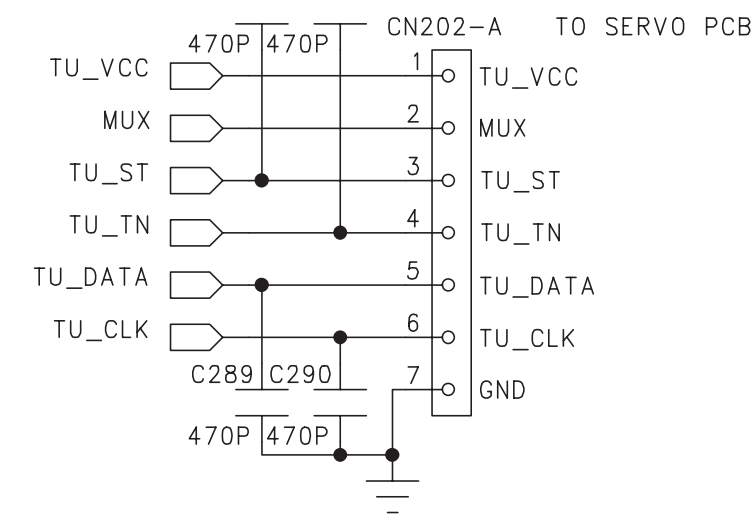 CN202-A TO SERVO PCB
470P 470P
TU_VCC 1 TU_VCC
MUX 2 MUX
TU_ST 3 TU_ST
TU_TN 4 TU_TN
TU_DATA 5 TU_DATA
TU_CLK 6 TU_CLK
C289 C290 7 GND
470P 470P